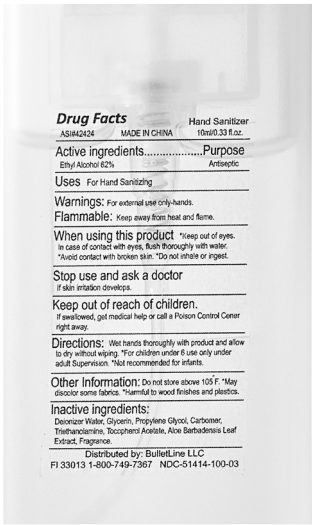 Drug Facts Hand Sanitizer
ASI#42424 MADE IN CHINA 10ml/0.33 fl.oz.
Active ingredients....................Purpose
Ethyl Alcohol 62% Antiseptic
Uses For Hand Sanitizing
Warnings: For external use only-hands.
Flammable: Keep away from heat and flame.
When using this product *Keep out of eyes.
In case of contact with eyes, flush thoroughly with water.
*Avoid contact with broken skin. *Do not inhale or ingest.
Stop use and ask a doctor
If skin irritation develops.
Keep out of reach of children.
If swallowed, get medical help or call a Poison Control Cener
right away.
Directions: Wet hands thoroughly with product and allow
to dry without wiping. *For children under 6 use only under
adult Supervision. *Not recommended for infants.
Other Information: Do not store above 105°F. *May
discolor some fabrics. *Harmful to wood finishes and plastics.
Inactive ingredients:
Deionizer Water, Glycerin, Propylene Glycol, Carbomer,
Triethanolamine, Tocopherol Acetate, Aloe Barbadensis Leaf
Extract, Fragrance.
Distributed by: BulletLine LLC
Fl 33013 1-800-749-7367 NDC-51414-100-03